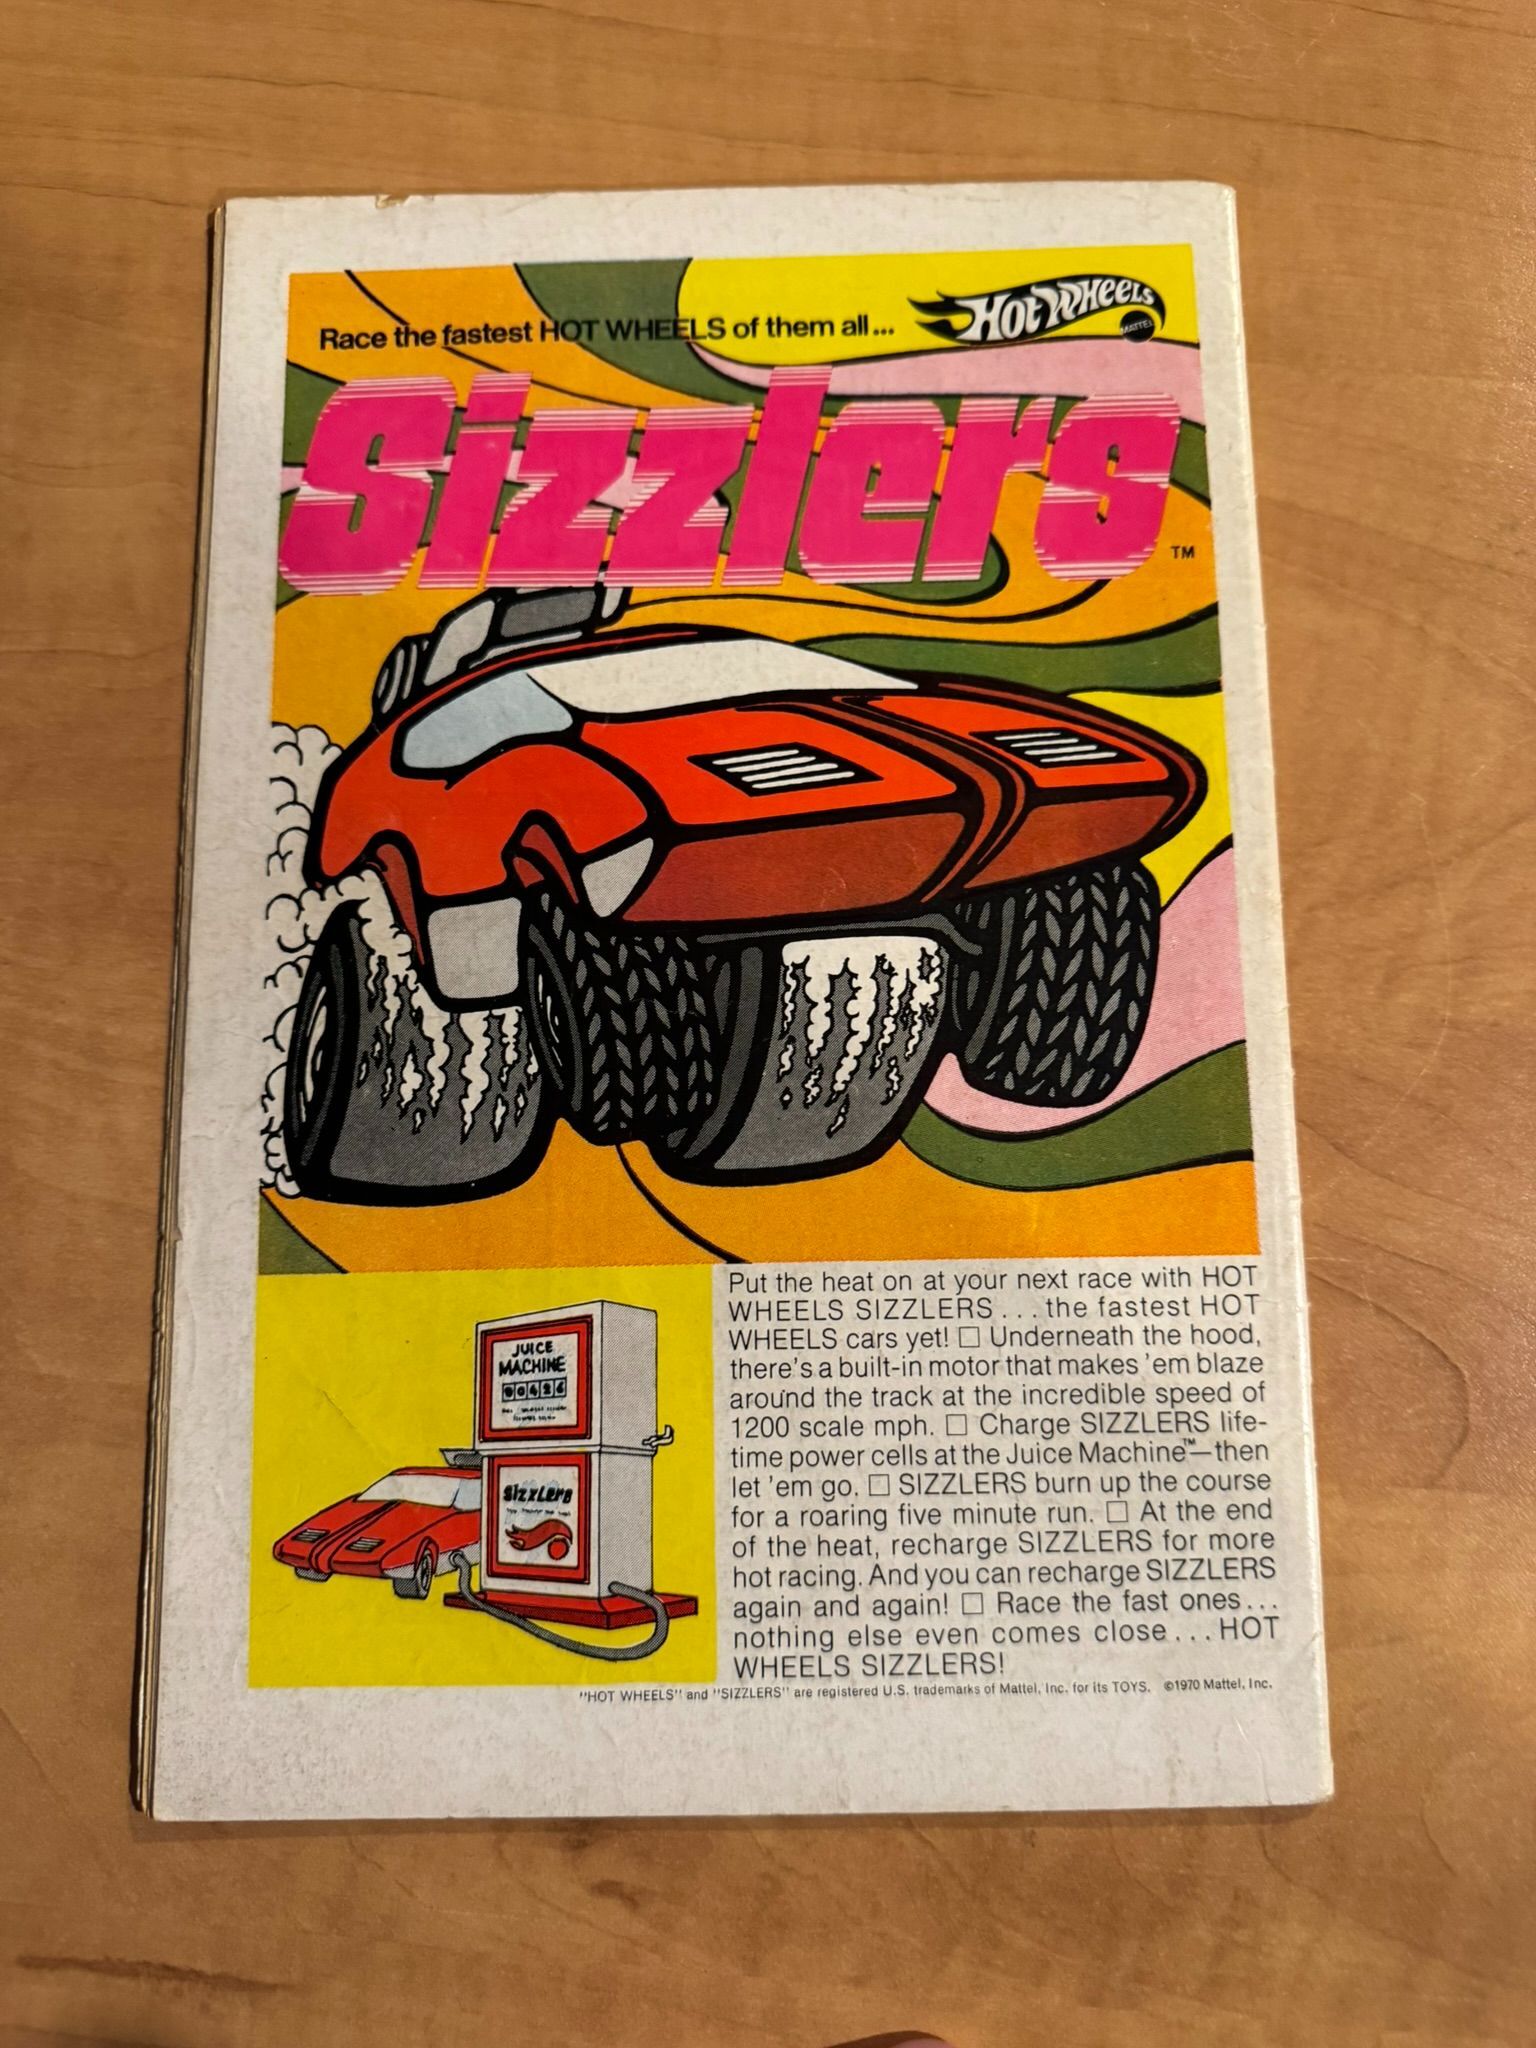 Race the fastest HOT WHEELS of them all...
Hot Wheels
MATTEL
Sizzlers
TM
JUICE
MACHINE
Sizzlers
Put the heat on at your next race with HOT
WHEELS SIZZLERS . . . the fastest HOT
WHEELS cars yet! □ Underneath the hood,
there's a built-in motor that makes 'em blaze
around the track at the incredible speed of
1200 scale mph. □ Charge SIZZLERS life-
time power cells at the Juice Machine™—then
let 'em go. □ SIZZLERS burn up the course
for a roaring five minute run. □ At the end
of the heat, recharge SIZZLERS for more
hot racing. And you can recharge SIZZLERS
again and again! □ Race the fast ones...
nothing else even comes close . . . HOT
WHEELS SIZZLERS!
"HOT WHEELS" and "SIZZLERS" are registered U.S. trademarks of Mattel, Inc. for its TOYS. ©1970 Mattel, Inc.